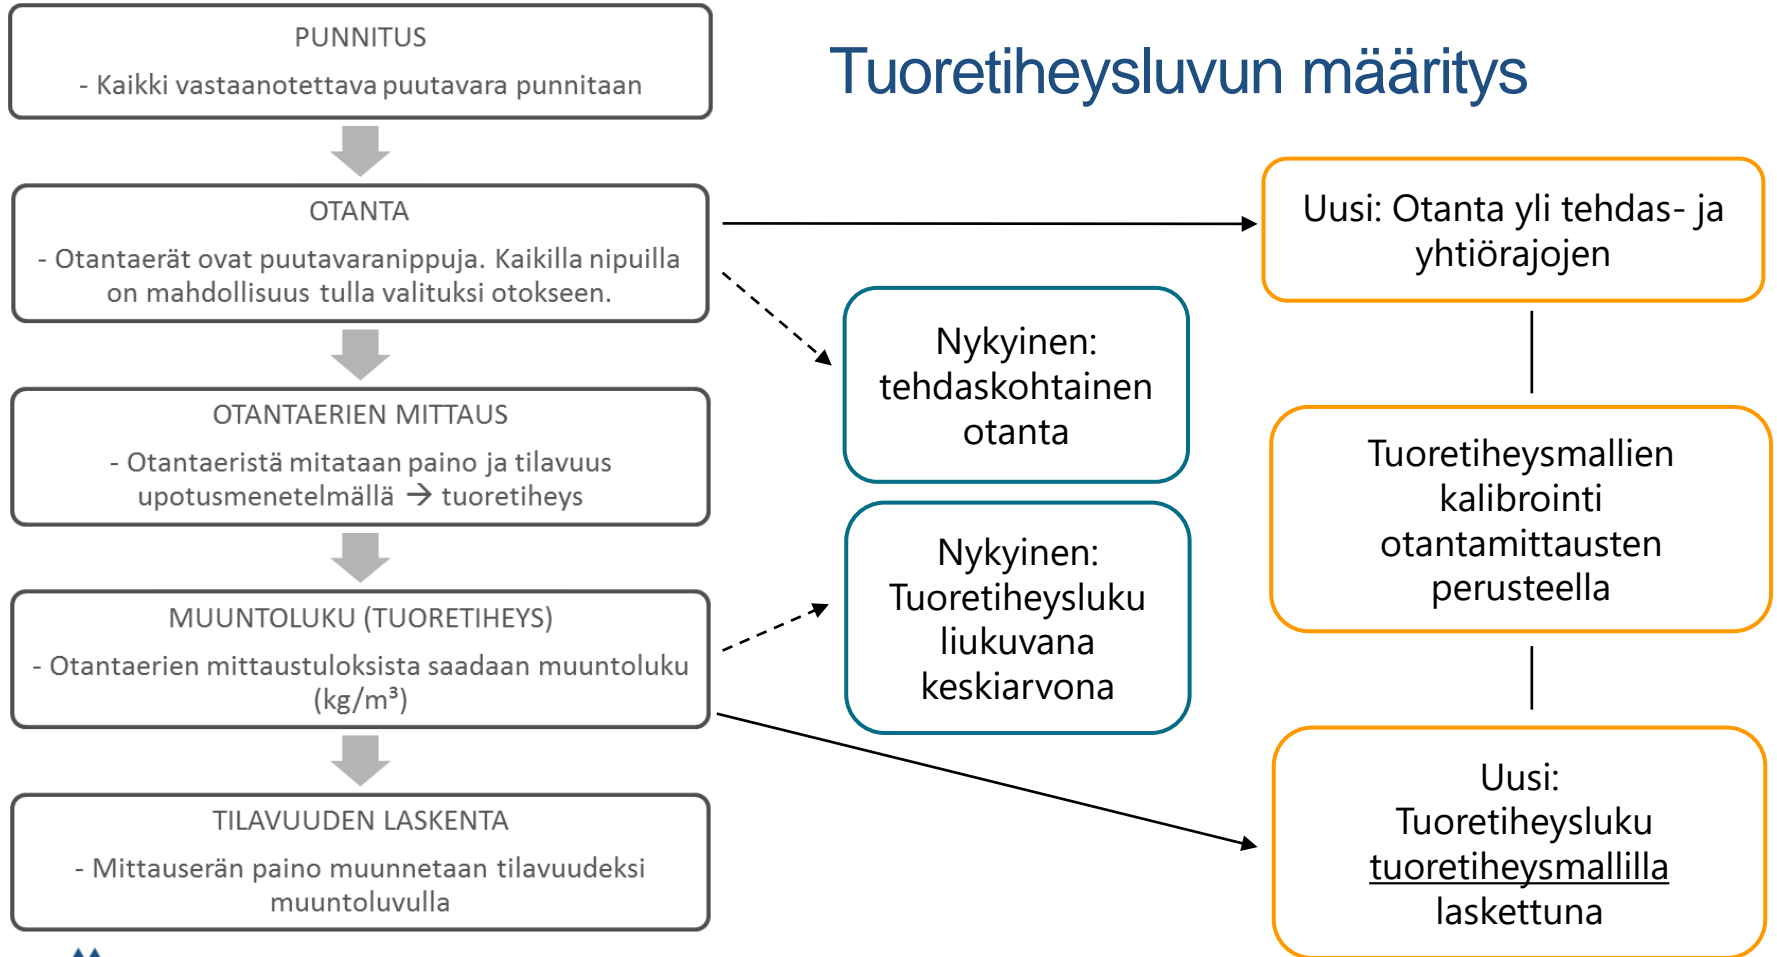 Tuoretiheysluvun määritys
PUNNITUS
- Kaikki vastaanotettava puutavara punnitaan
OTANTA
- Otantaerät ovat puutavaranippuja. Kaikilla nipuilla
on mahdollisuus tulla valituksi otokseen.
OTANTAERIEN MITTAUS
- Otantaeristä mitataan paino ja tilavuus
upotusmenetelmällä → tuoretiheys
MUUNTOLUKU (TUORETIHEYS)
- Otantaerien mittaustuloksista saadaan muuntoluku
(kg/m³)
TILAVUUDEN LASKENTA
- Mittauserän paino muunnetaan tilavuudeksi
muuntoluvulla
Nykyinen:
tehdaskohtainen
otanta
Nykyinen:
Tuoretiheysluku
liukuvana
keskiarvona
Uusi: Otanta yli tehdas- ja
yhtiörajojen
Tuoretiheysmallien
kalibrointi
otantamittausten
perusteella
Uusi:
Tuoretiheysluku
tuoretiheysmallilla
laskettuna